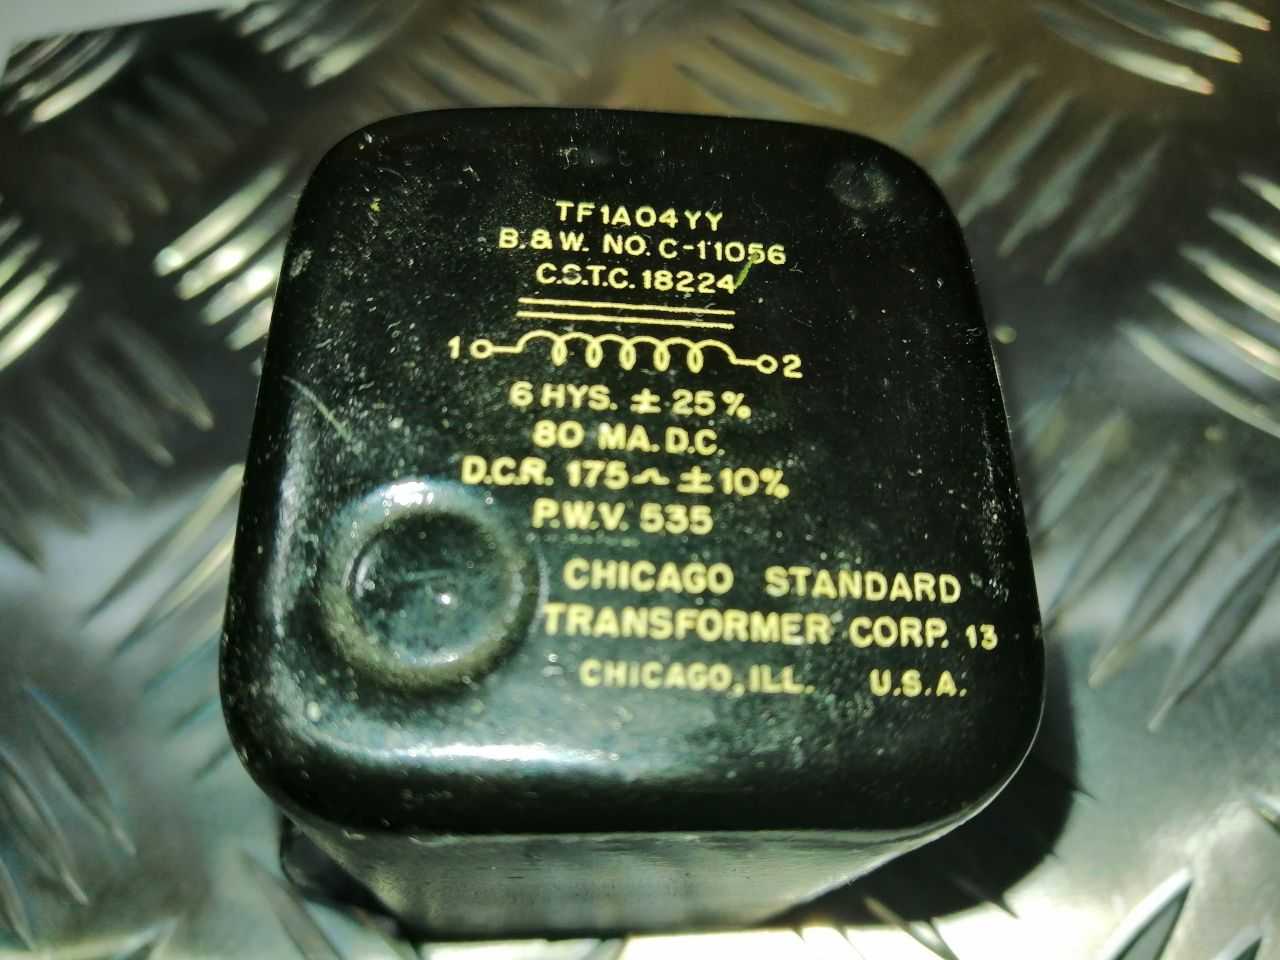 TF1A04YY
B. & W. NO. C-11056
C.S.T.C. 18224
1 2
6 HYS. ± 25 %
80 MA. D.C.
D.C.R. 175 ~ ± 10%
P.W.V. 535
CHICAGO STANDARD
TRANSFORMER CORP. 13
CHICAGO, ILL. U.S.A.